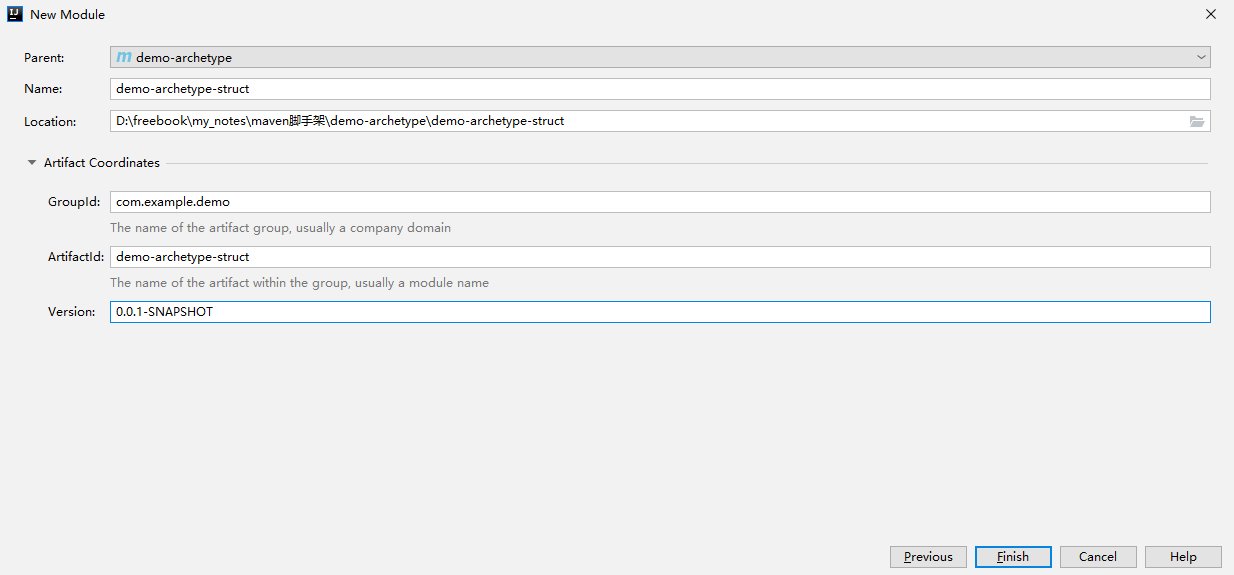 New Module
Parent: demo-archetype
Name: demo-archetype-struct
Location: D:\freebook\my_notes\maven脚手架\demo-archetype\demo-archetype-struct
Artifact Coordinates
GroupId: com.example.demo
The name of the artifact group, usually a company domain
ArtifactId: demo-archetype-struct
The name of the artifact within the group, usually a module name
Version: 0.0.1-SNAPSHOT
Previous Finish Cancel Help